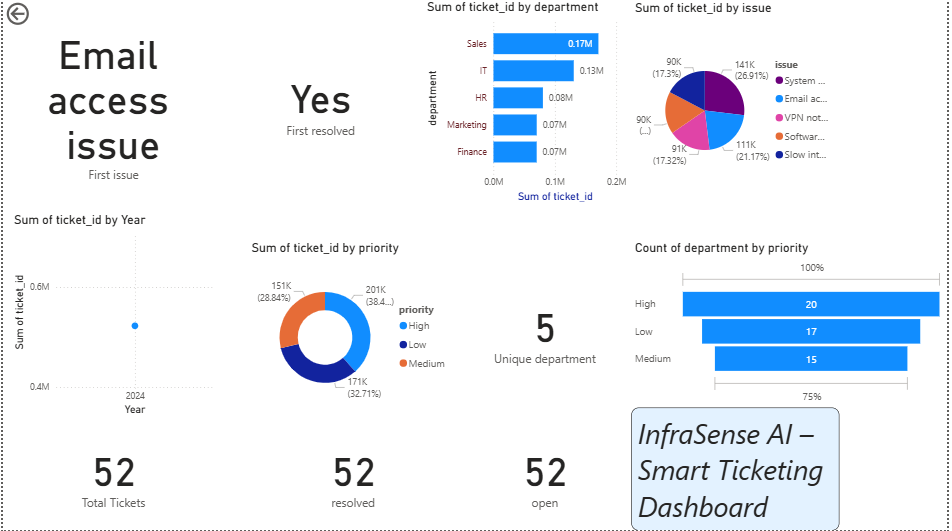 Email
access
issue
First issue
Yes
First resolved
Sum of ticket_id by department
department
Sales
0.17M
IT
0.13M
HR
0.08M
Marketing
0.07M
Finance
0.07M
0.0M
0.1M
0.2M
Sum of ticket_id
Sum of ticket_id by issue
90K
(17.3%)
141K
(26.91%)
90K
(...)
91K
(17.32%)
111K
(21.17%)
issue
System ...
Email ac...
VPN not...
Softwar...
Slow int...
Sum of ticket_id by Year
Sum of ticket_id
0.6M
0.4M
2024
Year
Sum of ticket_id by priority
151K
(28.84%)
201K
(38.4...)
171K
(32.71%)
priority
High
Low
Medium
5
Unique department
Count of department by priority
100%
High
20
Low
17
Medium
15
75%
52
Total Tickets
52
resolved
52
open
InfraSense AI –
Smart Ticketing
Dashboard